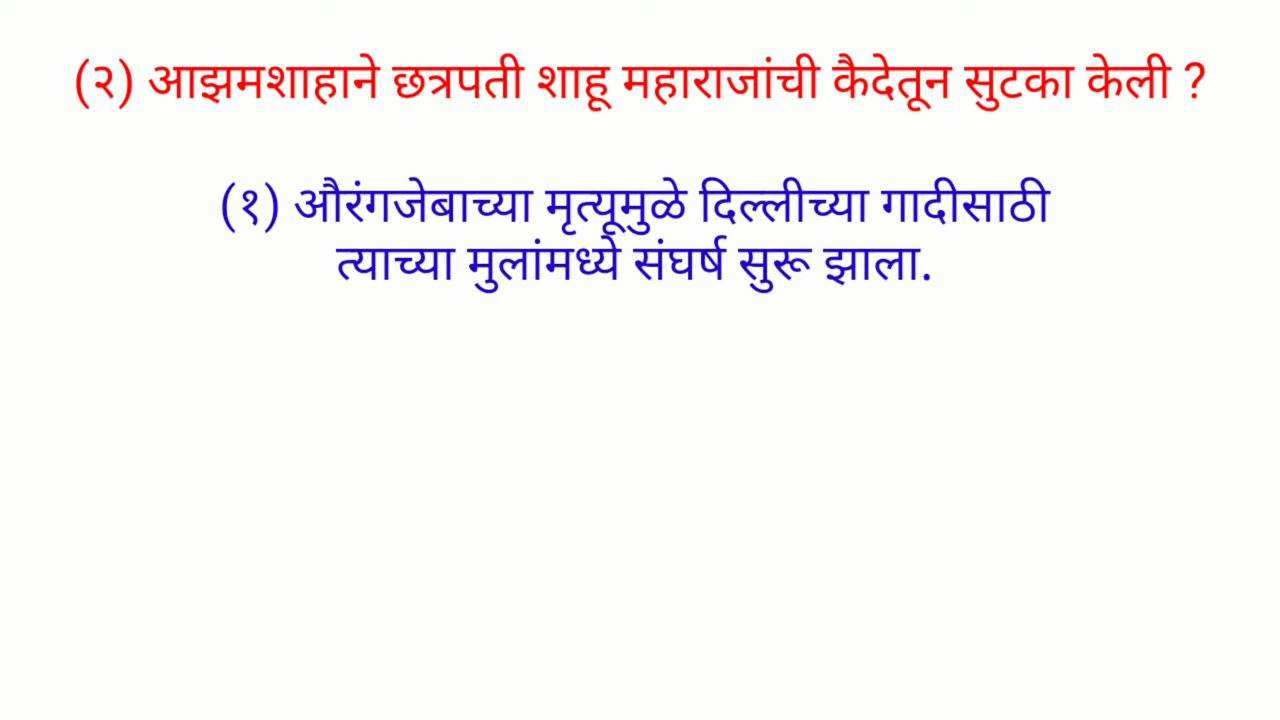 (२) आझमशाहाने छत्रपती शाहू महाराजांची कैदेतून सुटका केली ?
(१) औरंगजेबाच्या मृत्यूमुळे दिल्लीच्या गादीसाठी
त्याच्या मुलांमध्ये संघर्ष सुरू झाला.